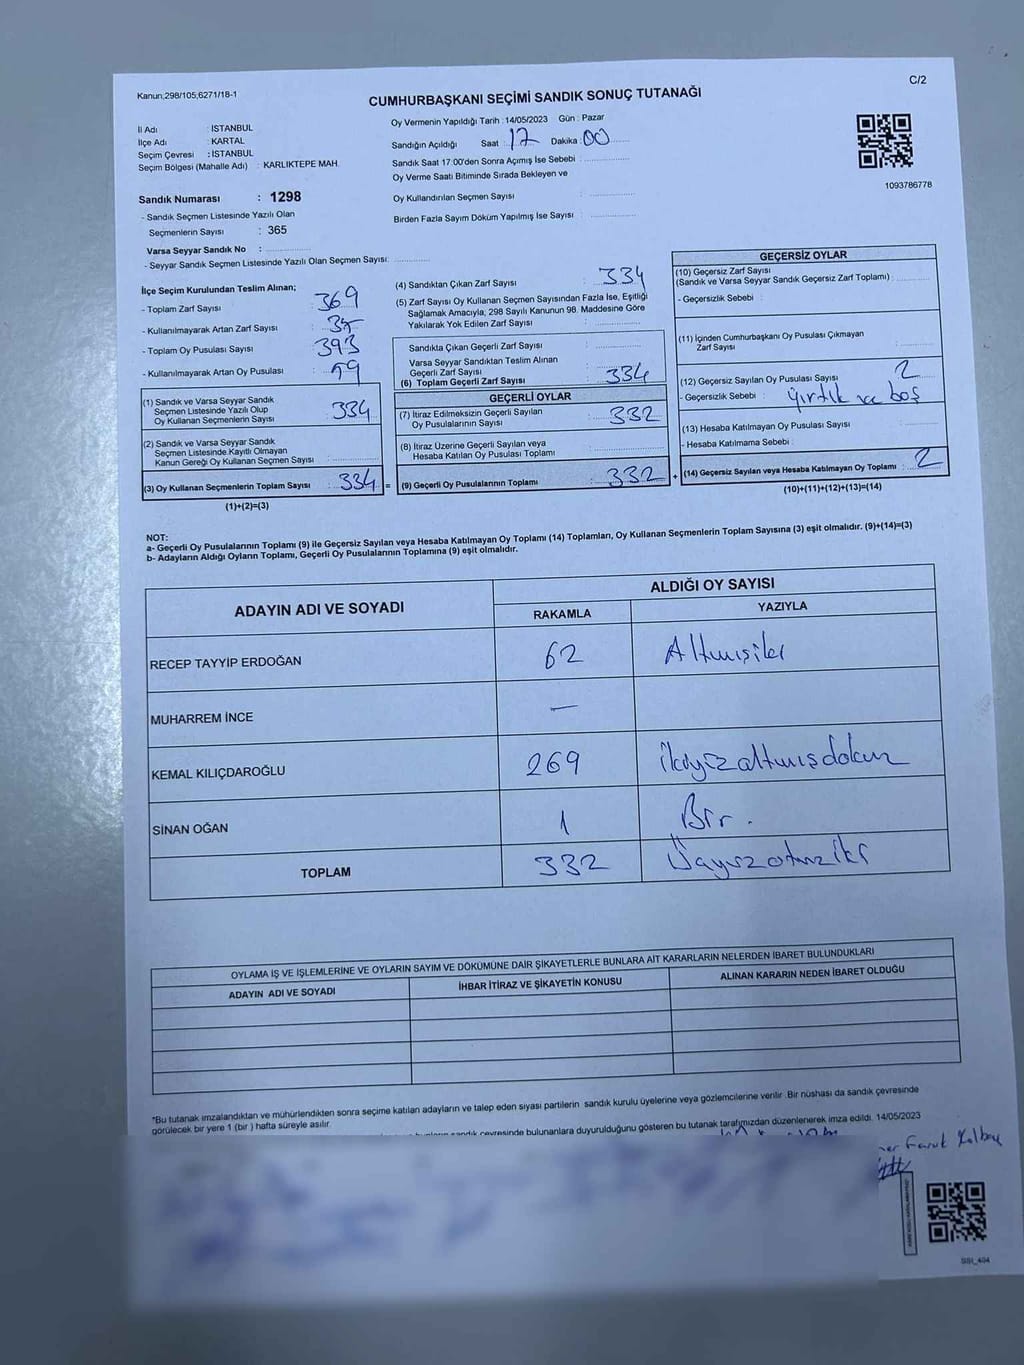 Kanun,298/105,6271/18-1
C/2
CUMHURBAŞKANI SEÇİMİ SANDIK SONUÇ TUTANAĞI
İl Adı : İSTANBUL
İlçe Adı : KARTAL
Seçim Çevresi : İSTANBUL
Seçim Bölgesi (Mahalle Adı) : KARLIKTEPE MAH.
Sandık Numarası : 1298
- Sandık Seçmen Listesinde Yazılı Olan
Seçmenlerin Sayısı : 365
Varsa Seyyar Sandık No :
- Seyyar Sandık Seçmen Listesinde Yazılı Olan Seçmen Sayısı:
Oy Vermenin Yapıldığı Tarih : 14/05/2023 Gün : Pazar
Sandığın Açıldığı Saat 17 Dakika : 00
Sandık Saat 17:00'den Sonra Açımış İse Sebebi :
Oy Verme Saati Bitiminde Sırada Bekleyen ve
Oy Kullandırılan Seçmen Sayısı :
Birden Fazla Sayım Döküm Yapılmış İse Sayısı :
1093786778
İlçe Seçim Kurulundan Teslim Alınan;
- Toplam Zarf Sayısı : 369
- Kullanılmayarak Artan Zarf Sayısı :
- Toplam Oy Pusulası Sayısı : 393
- Kullanılmayarak Artan Oy Pusulası :
(1) Sandık ve Varsa Seyyar Sandık
Seçmen Listesinde Yazılı Olup
Oy Kullanan Seçmenlerin Sayısı : 334
(2) Sandık ve Varsa Seyyar Sandık
Seçmen Listesinde Kayıtlı Olmayan
Kanun Gereği Oy Kullanan Seçmen Sayısı :
(3) Oy Kullanan Seçmenlerin Toplam Sayısı : 334 =
(1)+(2)=(3)
(4) Sandıktan Çıkan Zarf Sayısı : 334
(5) Zarf Sayısı Oy Kullanan Seçmen Sayısından Fazla İse, Eşitliği
Sağlamak Amacıyla, 298 Sayılı Kanunun 98. Maddesine Göre
Yakılarak Yok Edilen Zarf Sayısı :
Sandıkta Çıkan Geçerli Zarf Sayısı :
Varsa Seyyar Sandıktan Teslim Alınan
Geçerli Zarf Sayısı :
(6) Toplam Geçerli Zarf Sayısı : 334
GEÇERLİ OYLAR
(7) İtiraz Edilmeksizin Geçerli Sayılan
Oy Pusulalarının Sayısı : 332
(8) İtiraz Üzerine Geçerli Sayılan veya
Hesaba Katılan Oy Pusulası Toplamı :
(9) Geçerli Oy Pusulalarının Toplamı : 332 +
GEÇERSİZ OYLAR
(10) Geçersiz Zarf Sayısı
(Sandık ve Varsa Seyyar Sandık Geçersiz Zarf Toplamı) :
- Geçersizlik Sebebi :
(11) İçinden Cumhurbaşkanı Oy Pusulası Çıkmayan
Zarf Sayısı :
(12) Geçersiz Sayılan Oy Pusulası Sayısı : 2
- Geçersizlik Sebebi : yırtık ve boş
(13) Hesaba Katılmayan Oy Pusulası Sayısı :
- Hesaba Katılmama Sebebi :
(14) Geçersiz Sayılan veya Hesaba Katılmayan Oy Toplamı : 2
(10)+(11)+(12)+(13)=(14)
NOT:
a- Geçerli Oy Pusulalarının Toplamı (9) ile Geçersiz Sayılan veya Hesaba Katılmayan Oy Toplamı (14) Toplamları, Oy Kullanan Seçmenlerin Toplam Sayısına (3) eşit olmalıdır. (9)+(14)=(3)
b- Adayların Aldığı Oyların Toplamı, Geçerli Oy Pusulalarının Toplamına (9) eşit olmalıdır.
ADAYIN ADI VE SOYADI
ALDIĞI OY SAYISI
RAKAMLA YAZIYLA
RECEP TAYYİP ERDOĞAN 62 Altmışiki
MUHARREM İNCE —
KEMAL KILIÇDAROĞLU 269 ikiyüzaltmışdokuz
SİNAN OĞAN 1 Bir.
TOPLAM 332 Üçyüzotuziki
OYLAMA İŞ VE İŞLEMLERİNE VE OYLARIN SAYIM VE DÖKÜMÜNE DAİR ŞİKAYETLERLE BUNLARA AİT KARARLARIN NELERDEN İBARET BULUNDUKLARI
ADAYIN ADI VE SOYADI İHBAR İTİRAZ VE ŞİKAYETİN KONUSU ALINAN KARARIN NEDEN İBARET OLDUĞU
*Bu tutanak imzalandıktan ve mühürlendikten sonra seçime katılan adayların ve talep eden siyasi partilerin sandık kurulu üyelerine veya gözlemcilerine verilir. Bir nüshası da sandık çevresinde
görülecek bir yere 1 (bir ) hafta süreyle asılır.
sandık çevresinde bulunanlara duyurulduğunu gösteren bu tutanak tarafımızdan düzenlenerek imza edildi. 14/05/2023
Faruk
SSI_404